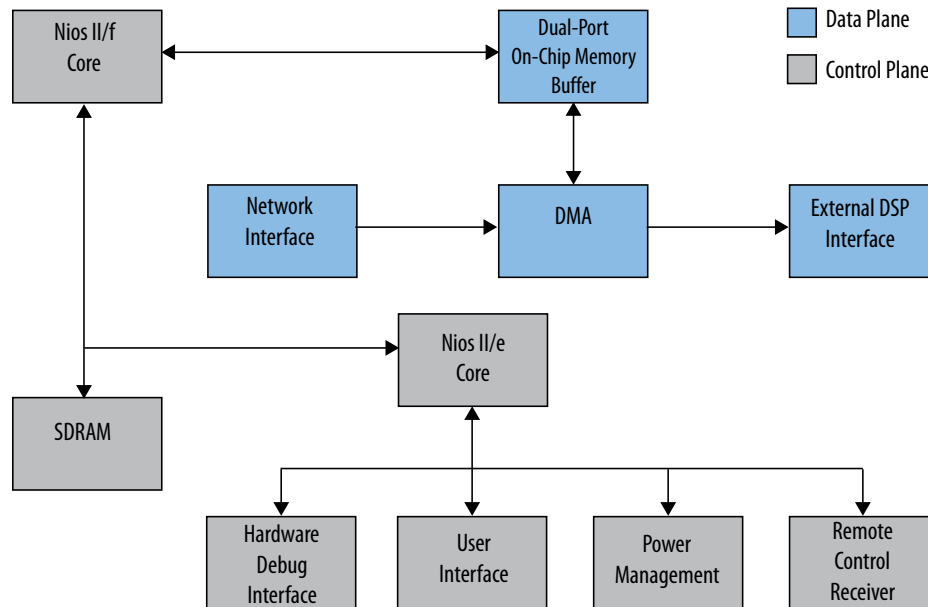 Nios II/f
Core
Dual-Port
On-Chip Memory
Buffer
Data Plane
Control Plane
Network
Interface
DMA
External DSP
Interface
Nios II/e
Core
SDRAM
Hardware
Debug
Interface
User
Interface
Power
Management
Remote
Control
Receiver